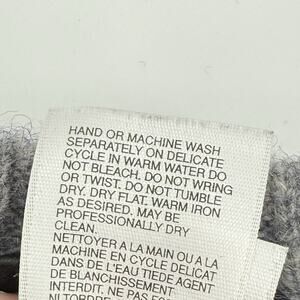 HAND OR MACHINE WASH
SEPARATELY ON DELICATE
CYCLE IN WARM WATER DO
NOT BLEACH. DO NOT WRING
OR TWIST. DO NOT TUMBLE
DRY. DRY FLAT. WARM IRON
AS DESIRED. MAY BE
PROFESSIONALLY DRY
CLEAN.
NETTOYER A LA MAIN OU A LA
MACHINE EN CYCLE DELICAT
DANS DE L'EAU TIEDE AGENT
DE BLANCHISSEMENT
INTERDIT. NE PAS
NI TORDRE